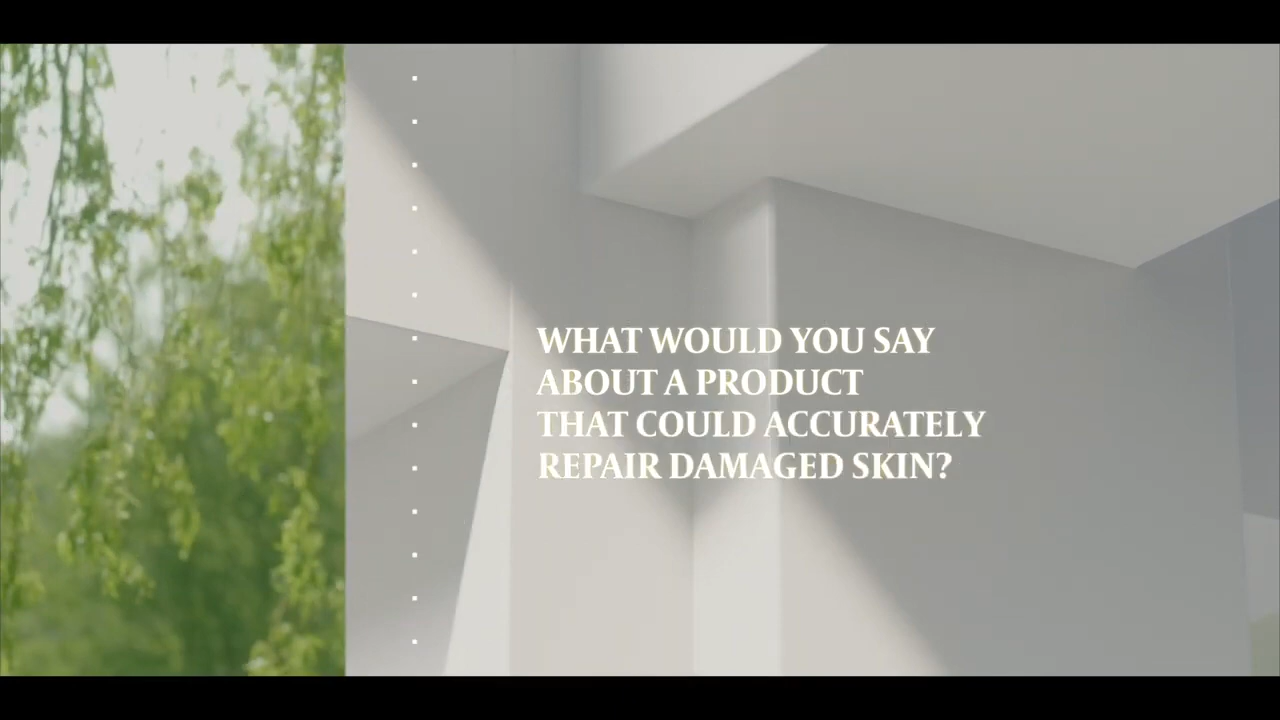 WHAT WOULD YOU SAY
ABOUT A PRODUCT
THAT COULD ACCURATELY
REPAIR DAMAGED SKIN?